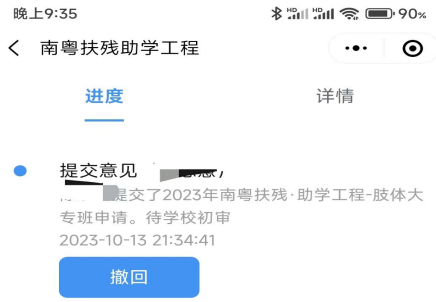 晚上9:35
HD HD 90%
南粤扶残助学工程
进度 详情
提交意见
提交了2023年南粤扶残·助学工程-肢体大
专班申请。待学校初审
2023-10-13 21:34:41
撤回